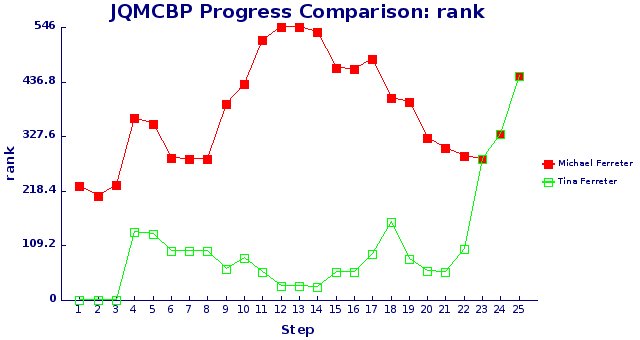 JQMCBP Progress Comparison: rank
546
436.8
327.6
218.4
109.2
0
rank
1 2 3 4 5 6 7 8 9 10 11 12 13 14 15 16 17 18 19 20 21 22 23 24 25
Step
Michael Ferreter
Tina Ferreter